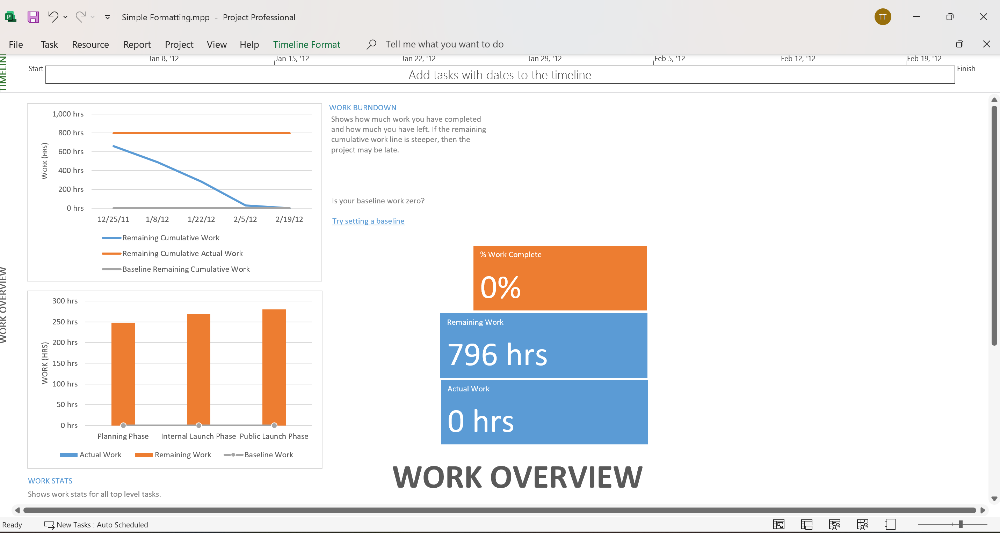 Simple Formatting.mpp - Project Professional
TT
File Task Resource Report Project View Help Timeline Format Tell me what you want to do
Jan 8, '12 Jan 15, '12 Jan 22, '12 Jan 29, '12 Feb 5, '12 Feb 12, '12 Feb 19, '12
Start
Add tasks with dates to the timeline
Finish
TIMELIN
WORK OVERVIEW
1,000 hrs
800 hrs
600 hrs
400 hrs
200 hrs
0 hrs
WORK (HRS)
12/25/11 1/8/12 1/22/12 2/5/12 2/19/12
Remaining Cumulative Work
Remaining Cumulative Actual Work
Baseline Remaining Cumulative Work
WORK BURNDOWN
Shows how much work you have completed
and how much you have left. If the remaining
cumulative work line is steeper, then the
project may be late.
Is your baseline work zero?
Try setting a baseline
% Work Complete
0%
Remaining Work
796 hrs
Actual Work
0 hrs
300 hrs
250 hrs
200 hrs
150 hrs
100 hrs
50 hrs
0 hrs
WORK (HRS)
Planning Phase Internal Launch Phase Public Launch Phase
Actual Work Remaining Work Baseline Work
WORK OVERVIEW
WORK STATS
Shows work stats for all top level tasks.
Ready New Tasks : Auto Scheduled